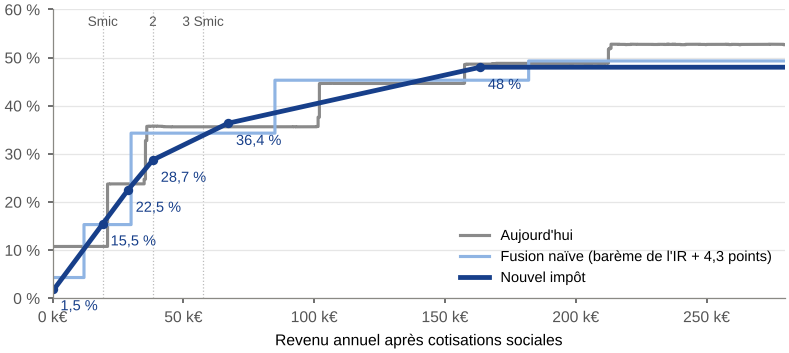 60 %
Smic
2
3 Smic
50 %
48 %
40 %
36,4 %
30 %
28,7 %
22,5 %
20 %
15,5 %
Aujourd'hui
10 %
Fusion naïve (barème de l'IR + 4,3 points)
Nouvel impôt
0 %
1,5 %
0 k€
50 k€
100 k€
150 k€
200 k€
250 k€
Revenu annuel après cotisations sociales